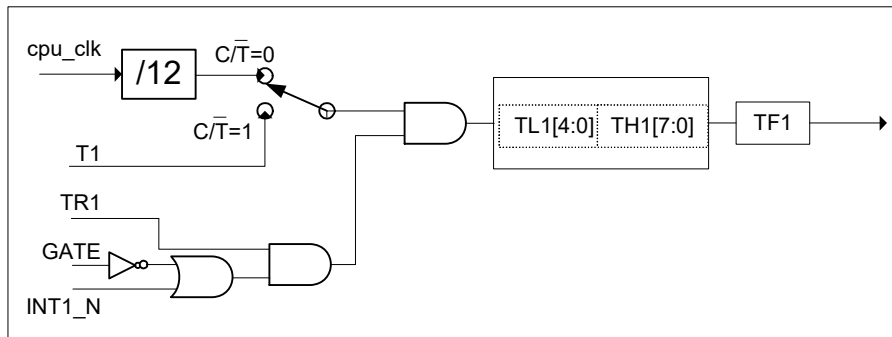 cpu_clk
/12
C/T̅=0
C/T̅=1
T1
TL1[4:0]
TH1[7:0]
TF1
TR1
GATE
INT1_N